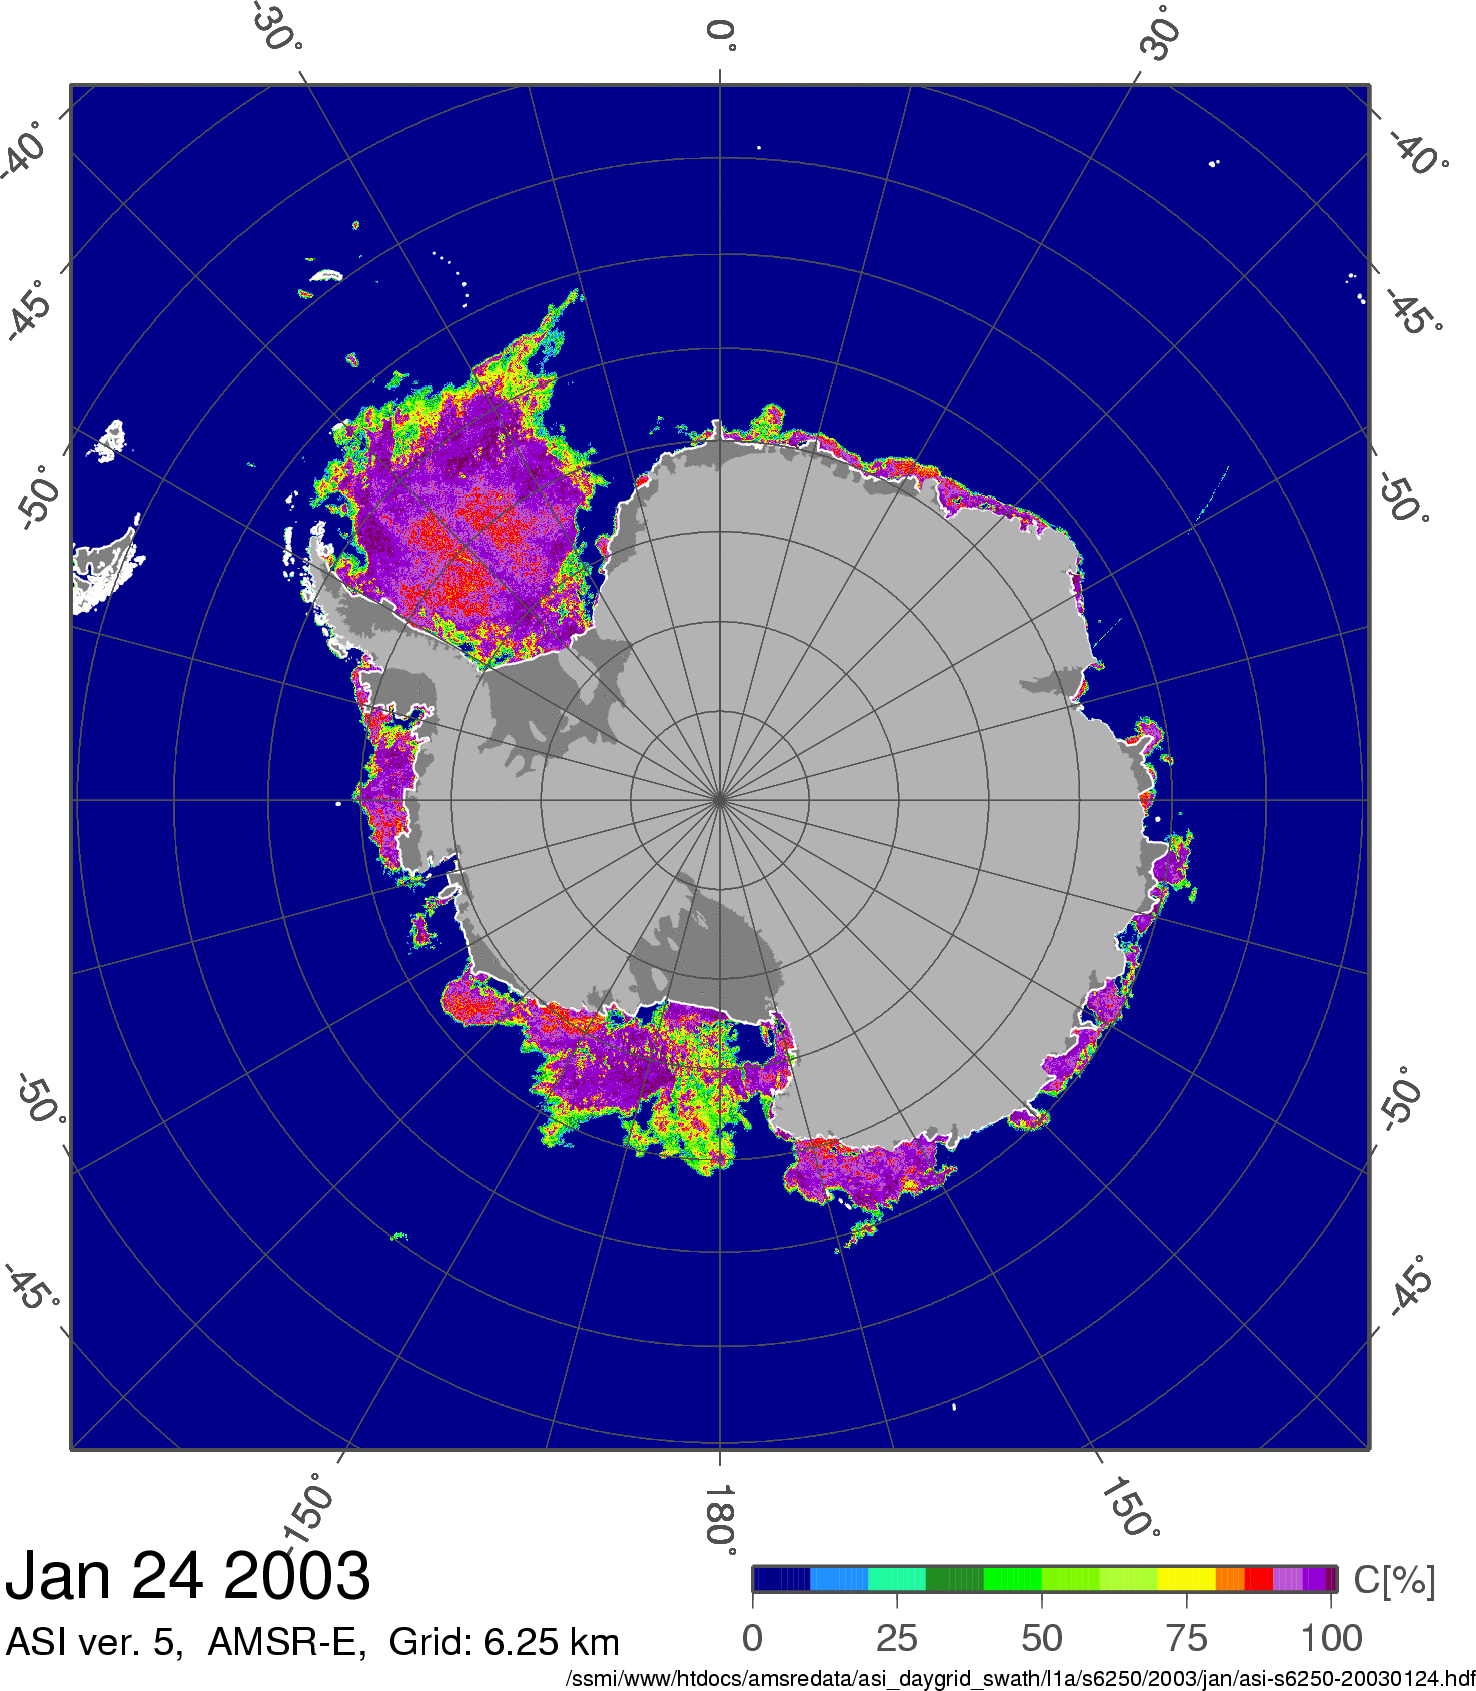 -30° 0° 30°
-40° -40°
-45° -45°
-50° -50°
-50° -50°
-45° -45°
-150° 180° 150°
Jan 24 2003
C[%]
0 25 50 75 100
ASI ver. 5, AMSR-E, Grid: 6.25 km
/ssmi/www/htdocs/amsredata/asi_daygrid_swath/l1a/s6250/2003/jan/asi-s6250-20030124.hdf